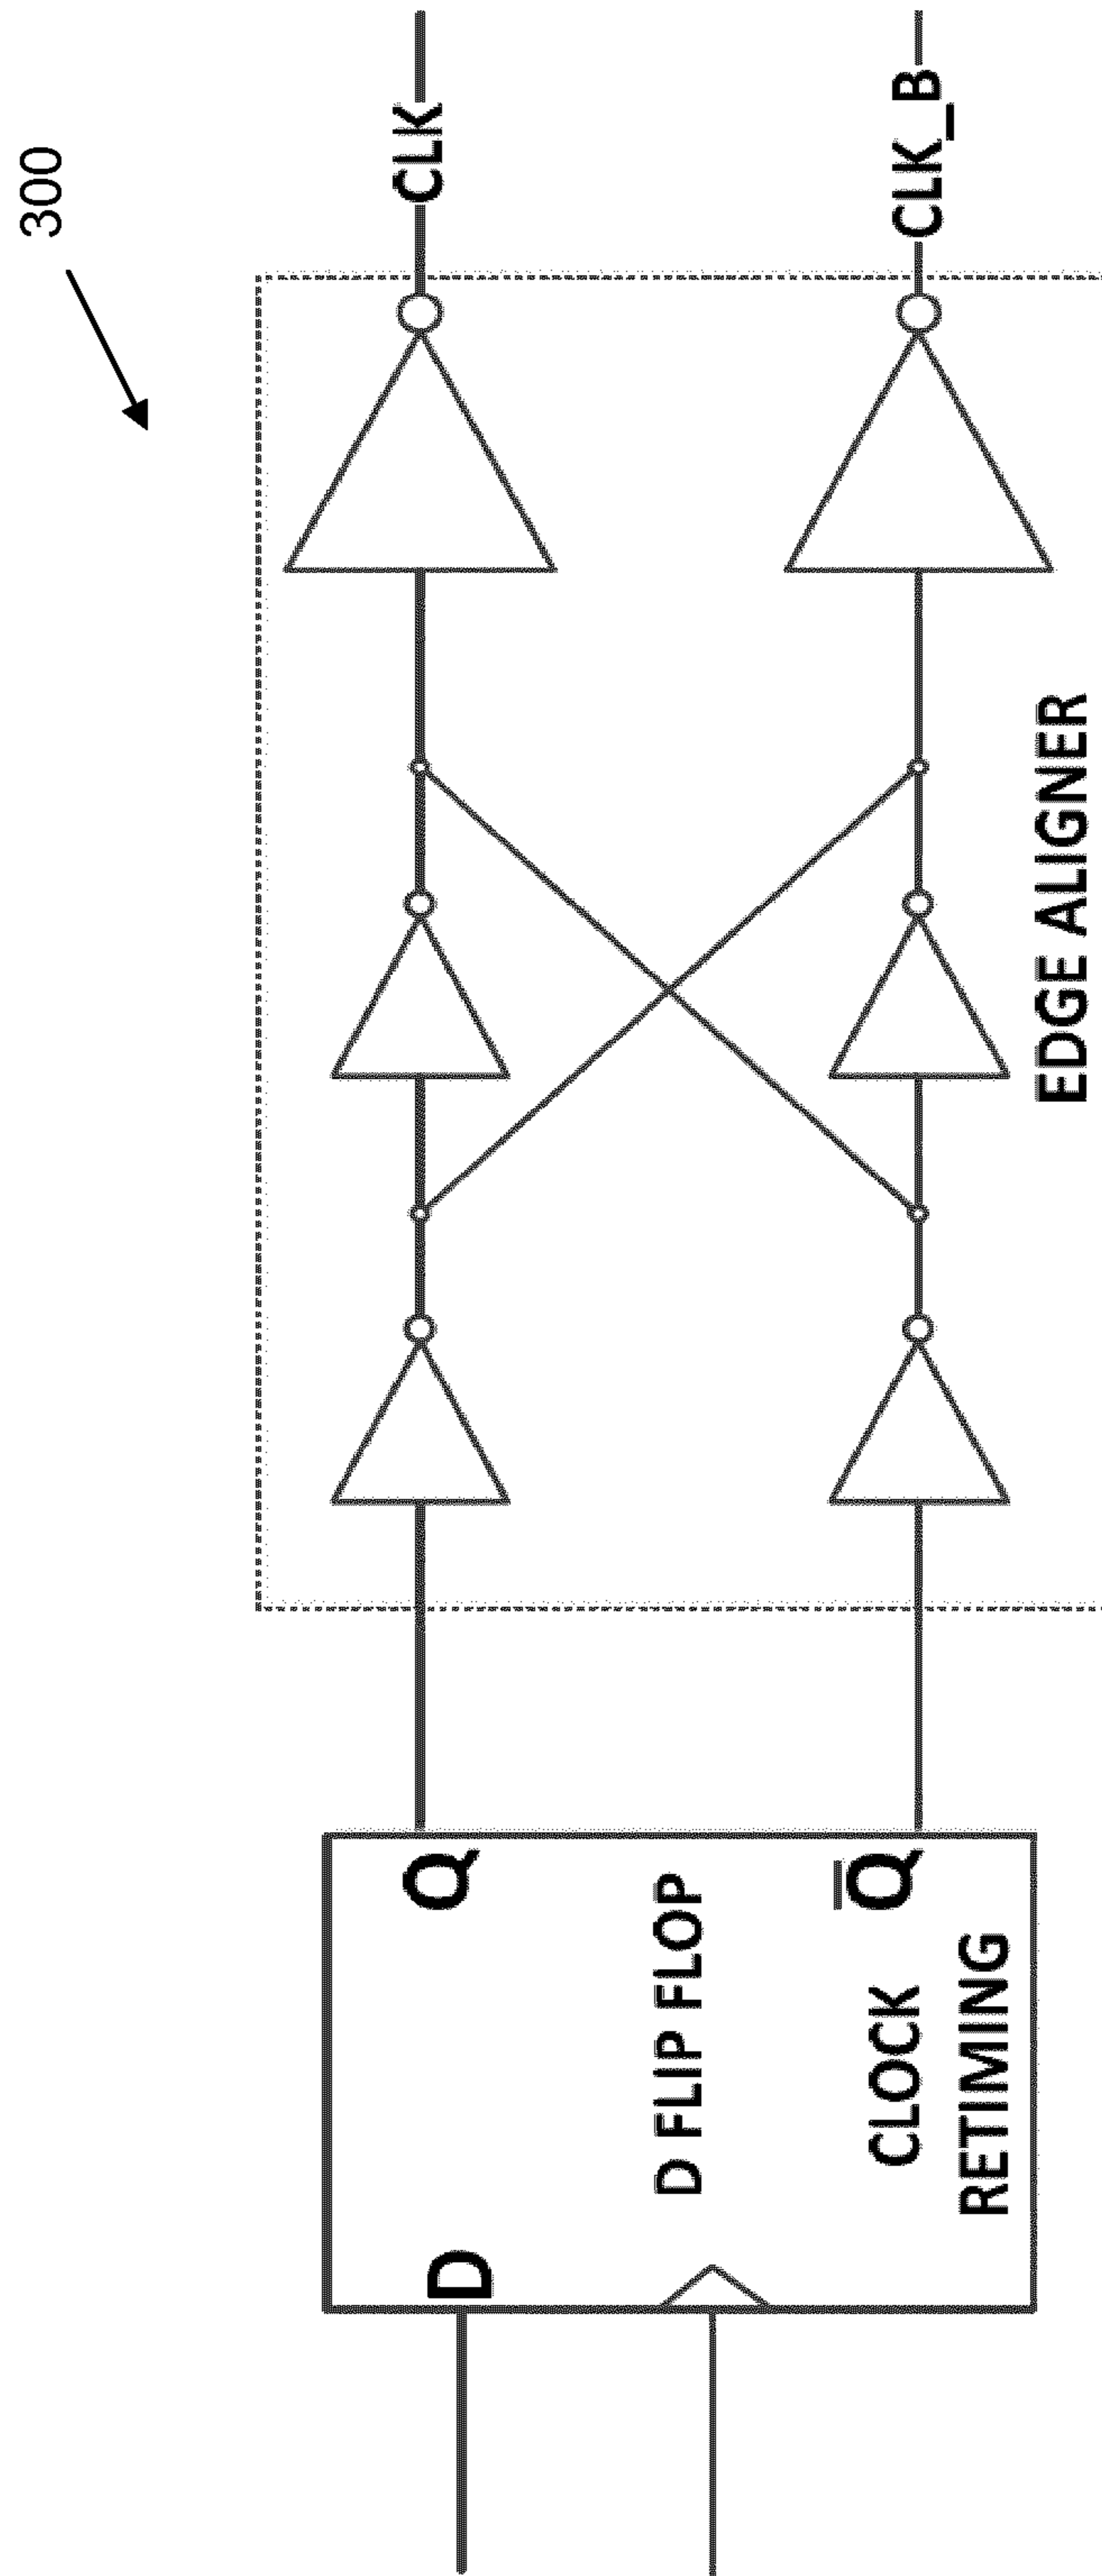 300
D
Q
D FLIP FLOP
Q̅
CLOCK
RETIMING
EDGE ALIGNER
CLK
CLK_B